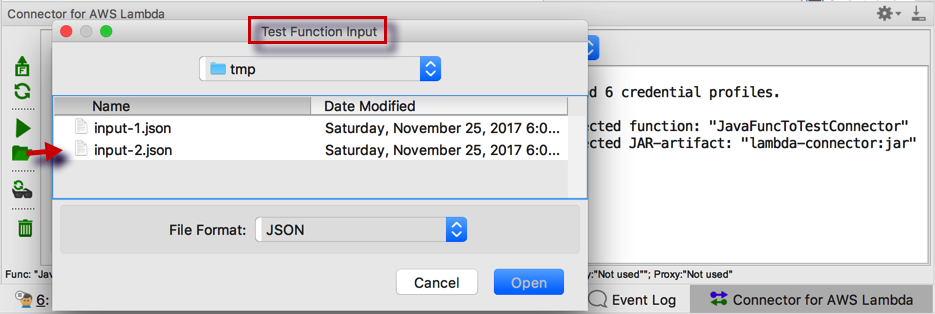 Connector for AWS Lambda
Test Function Input
tmp
Name Date Modified
input-1.json Saturday, November 25, 2017 6:0...
input-2.json Saturday, November 25, 2017 6:0...
d 6 credential profiles.
ected function: "JavaFuncToTestConnector"
ected JAR-artifact: "lambda-connector:jar"
File Format: JSON
Cancel Open
Func: "Jav y:"Not used""; Proxy:"Not used"
6: Event Log Connector for AWS Lambda